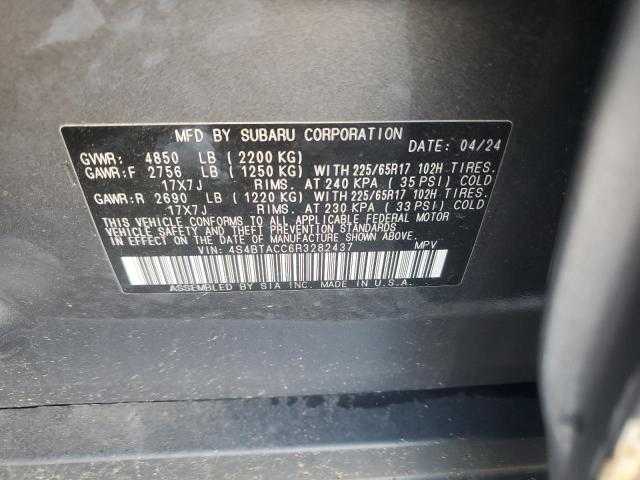 MFD BY SUBARU CORPORATION
DATE: 04/24
GVWR: 4850 LB (2200 KG)
GAWR:F 2756 LB (1250 KG) WITH 225/65R17 102H TIRES.
17X7J RIMS. AT 240 KPA (35 PSI) COLD
GAWR:R 2690 LB (1220 KG) WITH 225/65R17 102H TIRES.
17X7J RIMS. AT 230 KPA (33 PSI) COLD
THIS VEHICLE CONFORMS TO ALL APPLICABLE FEDERAL MOTOR
VEHICLE SAFETY AND THEFT PREVENTION STANDARDS
IN EFFECT ON THE DATE OF MANUFACTURE SHOWN ABOVE.
VIN: 4S4BTACC6R3282437 MPV
ASSEMBLED BY SIA INC. MADE IN U.S.A.